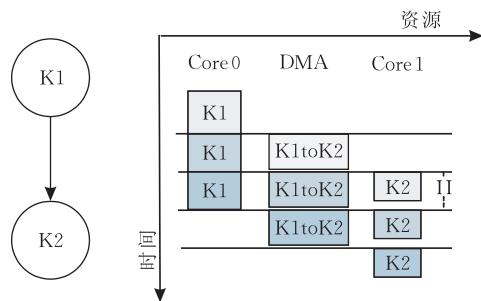 资源
Core 0 DMA Core 1
K1
K1
K1 K1toK2
K1 K1toK2 K2 II
K1toK2 K2
K2
K2
时间